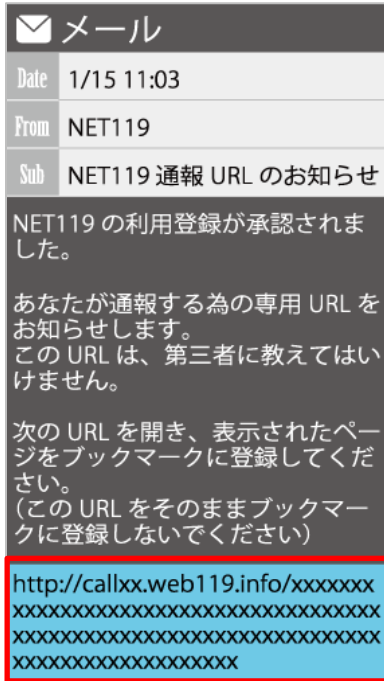 メール
Date 1/15 11:03
From NET119
Sub NET119 通報 URL のお知らせ
NET119 の利用登録が承認されま
した。
あなたが通報する為の専用 URL を
お知らせします。
この URL は、第三者に教えてはい
けません。
次の URL を開き、表示されたペー
ジをブックマークに登録してくだ
さい。
（この URL をそのままブックマー
クに登録しないでください）
http://callxx.web119.info/xxxxxxx
xxxxxxxxxxxxxxxxxxxxxxxxxxxxxxx
xxxxxxxxxxxxxxxxxxxxxxxxxxxxxxx
xxxxxxxxxxxxxxxxxxx